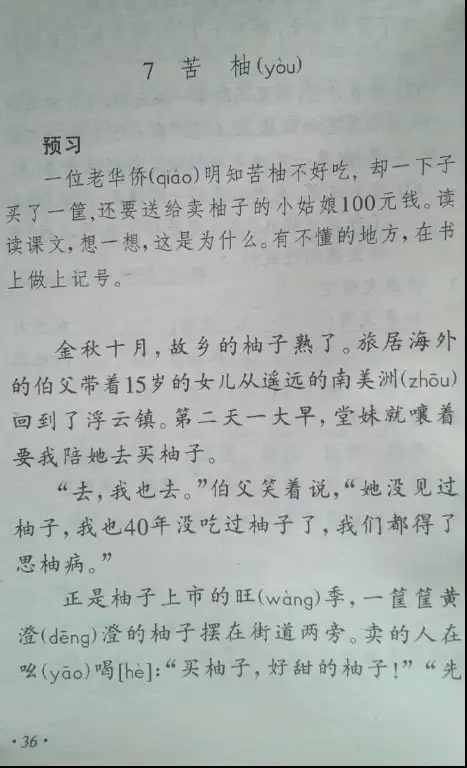 7 苦 柚(yòu)
预习
一位老华侨(qiáo)明知苦柚不好吃，却一下子
买了一筐，还要送给卖柚子的小姑娘100元钱。读
读课文，想一想，这是为什么。有不懂的地方，在书
上做上记号。
金秋十月，故乡的柚子熟了。旅居海外
的伯父带着15岁的女儿从遥远的南美洲(zhōu)
回到了浮云镇。第二天一大早，堂妹就嚷着
要我陪她去买柚子。
“去，我也去。”伯父笑着说，“她没见过
柚子，我也40年没吃过柚子了，我们都得了
思柚病。”
正是柚子上市的旺(wàng)季，一筐筐黄
澄(dēng)澄的柚子摆在街道两旁。卖的人在
吆(yāo)喝[hè]：“买柚子，好甜的柚子！”“先
·36·